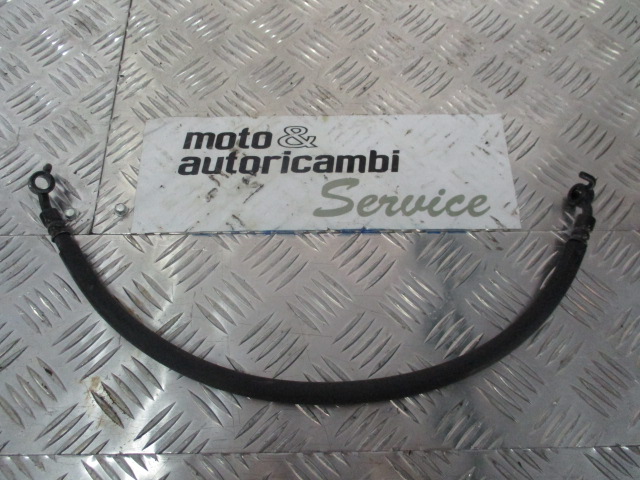 moto &
autoricambi
Service